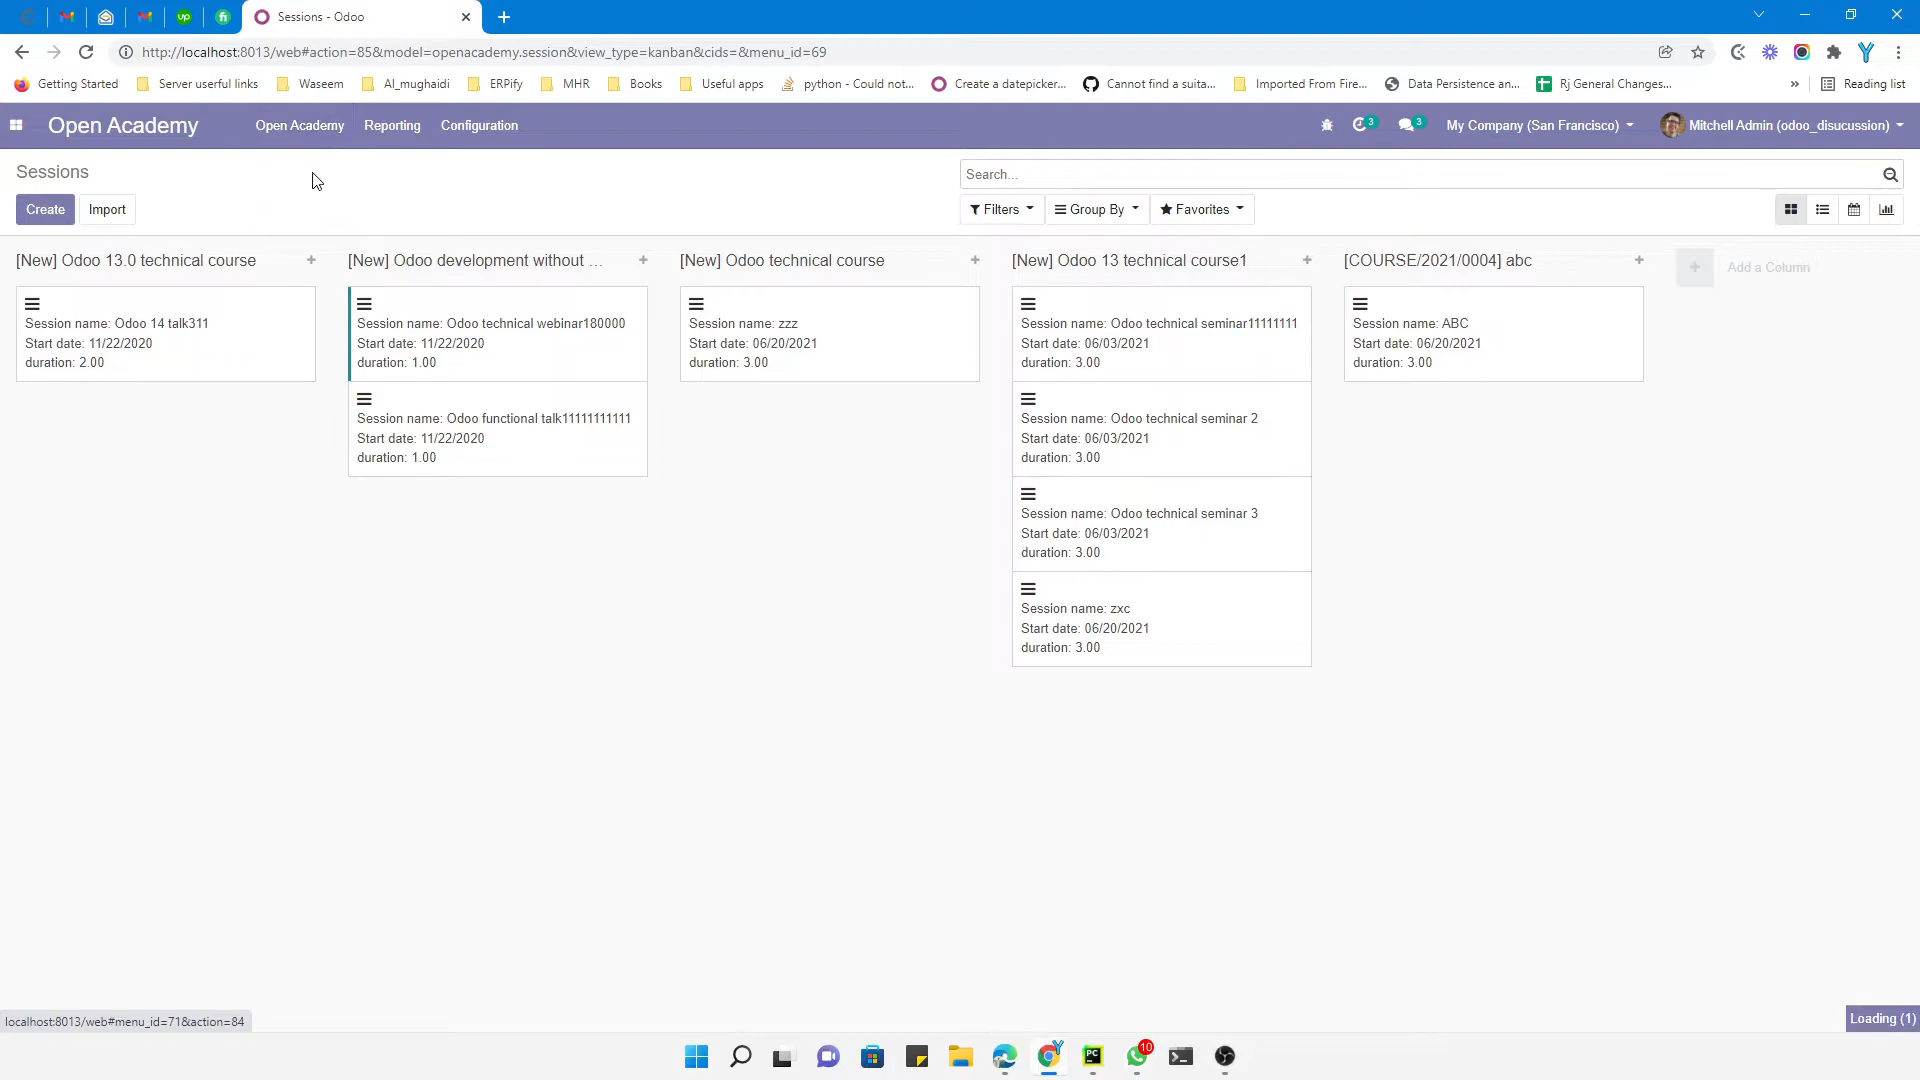 Sessions - Odoo
http://localhost:8013/web#action=85&model=openacademy.session&view_type=kanban&cids=&menu_id=69
Getting Started
Server userful links
Waseem
Al_mughaidi
ERPify
MHR
Books
Useful apps
python - Could not...
Create a datepicker...
Cannot find a suita...
Imported From Fire...
Data Persistence an...
Rj General Changes...
»
Reading list
Open Academy
Open Academy
Reporting
Configuration
3
3
My Company (San Francisco)
Mitchell Admin (odoo_disucussion)
Sessions
Search...
Create
Import
Filters
Group By
Favorites
[New] Odoo 13.0 technical course
Session name: Odoo 14 talk311
Start date: 11/22/2020
duration: 2.00
[New] Odoo development without ...
Session name: Odoo technical webinar180000
Start date: 11/22/2020
duration: 1.00
Session name: Odoo functional talk11111111111
Start date: 11/22/2020
duration: 1.00
[New] Odoo technical course
Session name: zzz
Start date: 06/20/2021
duration: 3.00
[New] Odoo 13 technical course1
Session name: Odoo technical seminar11111111
Start date: 06/03/2021
duration: 3.00
Session name: Odoo technical seminar 2
Start date: 06/03/2021
duration: 3.00
Session name: Odoo technical seminar 3
Start date: 06/03/2021
duration: 3.00
Session name: zxc
Start date: 06/20/2021
duration: 3.00
[COURSE/2021/0004] abc
Session name: ABC
Start date: 06/20/2021
duration: 3.00
Add a Column
localhost:8013/web#menu_id=71&action=84
Loading (1)
10